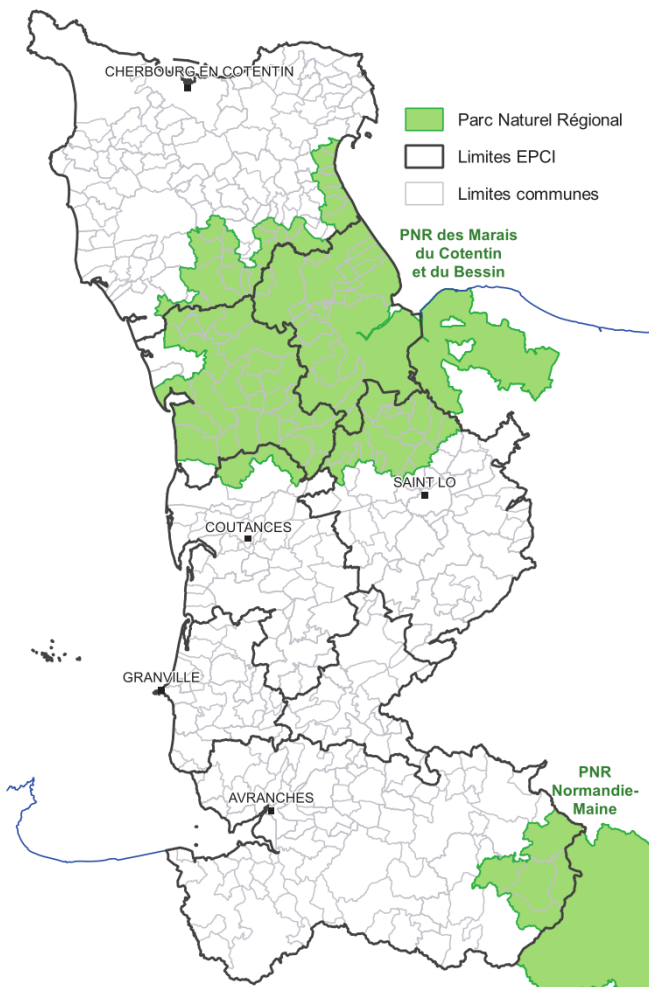 CHERBOURG EN COTENTIN
Parc Naturel Régional
Limites EPCI
Limites communes
PNR des Marais
du Cotentin
et du Bessin
SAINT LO
COUTANCES
GRANVILLE
PNR
Normandie-
Maine
AVRANCHES